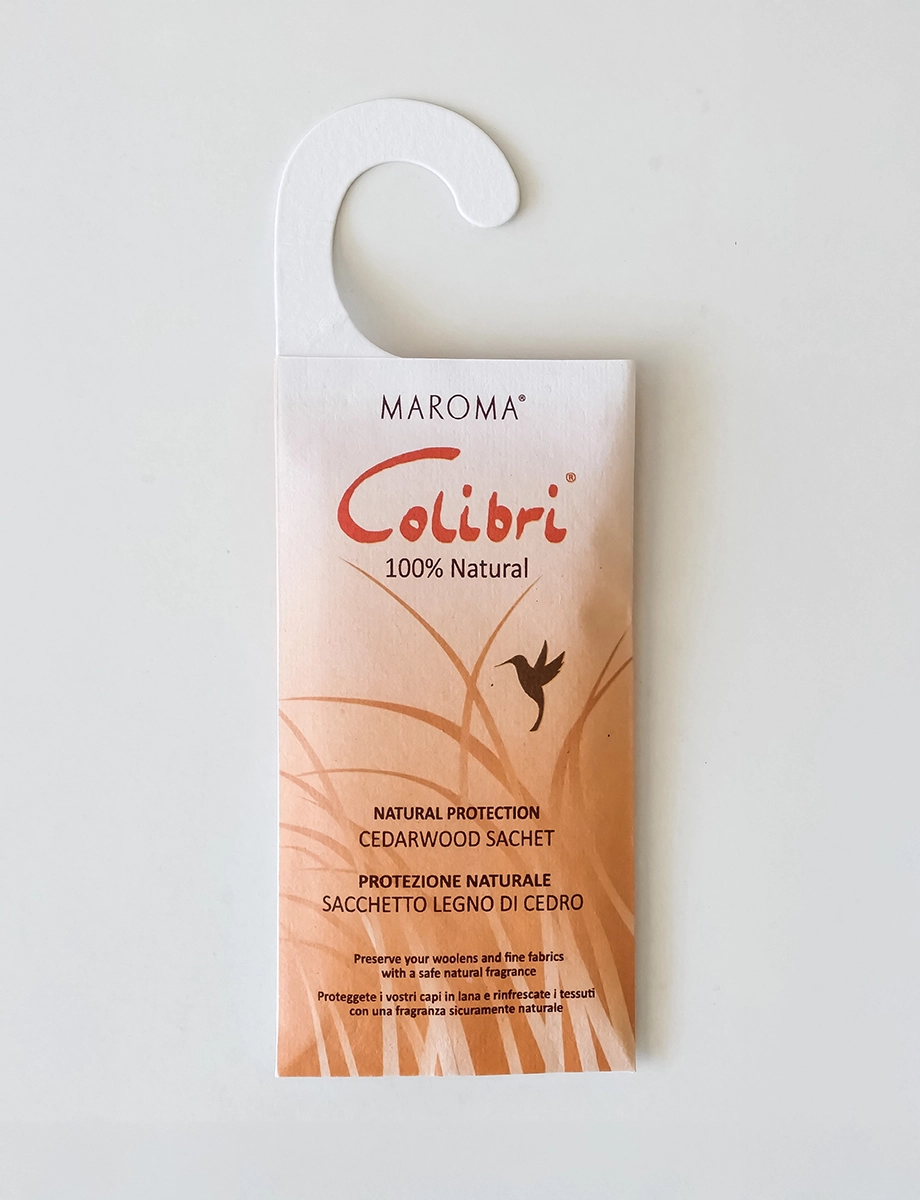 MAROMA®
Colibri®
100% Natural
NATURAL PROTECTION
CEDARWOOD SACHET
PROTEZIONE NATURALE
SACCHETTO LEGNO DI CEDRO
Preserve your woolens and fine fabrics
with a safe natural fragrance
Proteggete i vostri capi in lana e rinfrescate i tessuti
con una fragranza sicuramente naturale